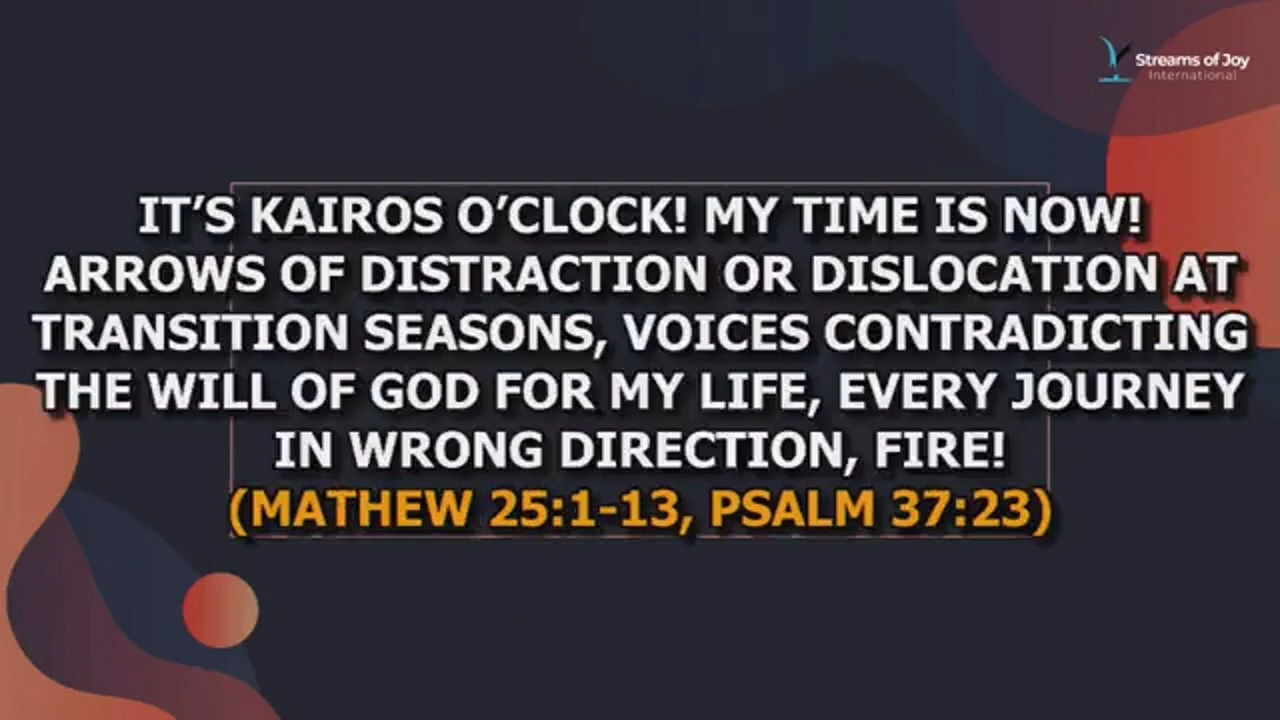 Streams of Joy
International
IT’S KAIROS O’CLOCK! MY TIME IS NOW!
ARROWS OF DISTRACTION OR DISLOCATION AT
TRANSITION SEASONS, VOICES CONTRADICTING
THE WILL OF GOD FOR MY LIFE, EVERY JOURNEY
IN WRONG DIRECTION, FIRE!
(MATHEW 25:1-13, PSALM 37:23)